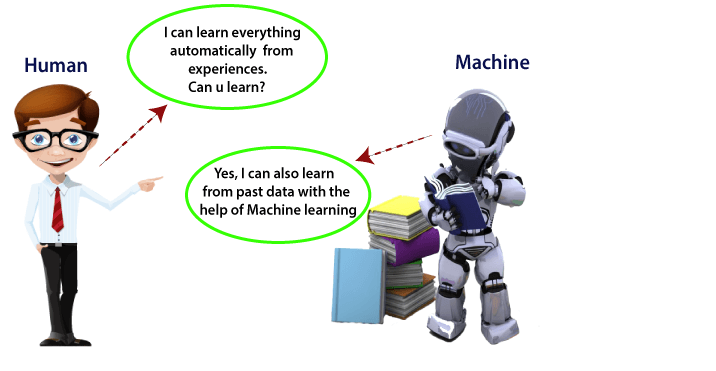 Human
I can learn everything
automatically from
experiences.
Can u learn?
Machine
Yes, I can also learn
from past data with the
help of Machine learning